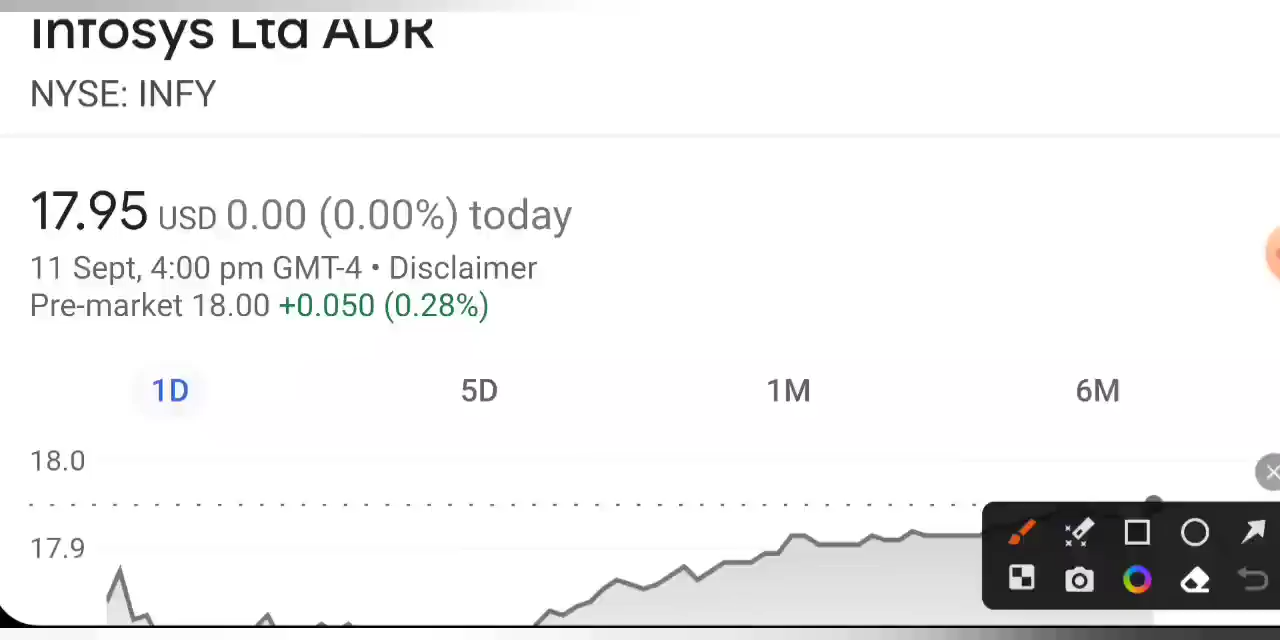 Infosys Ltd ADR
NYSE: INFY
17.95 USD 0.00 (0.00%) today
11 Sept, 4:00 pm GMT-4 • Disclaimer
Pre-market 18.00 +0.050 (0.28%)
1D 5D 1M 6M
18.0
17.9